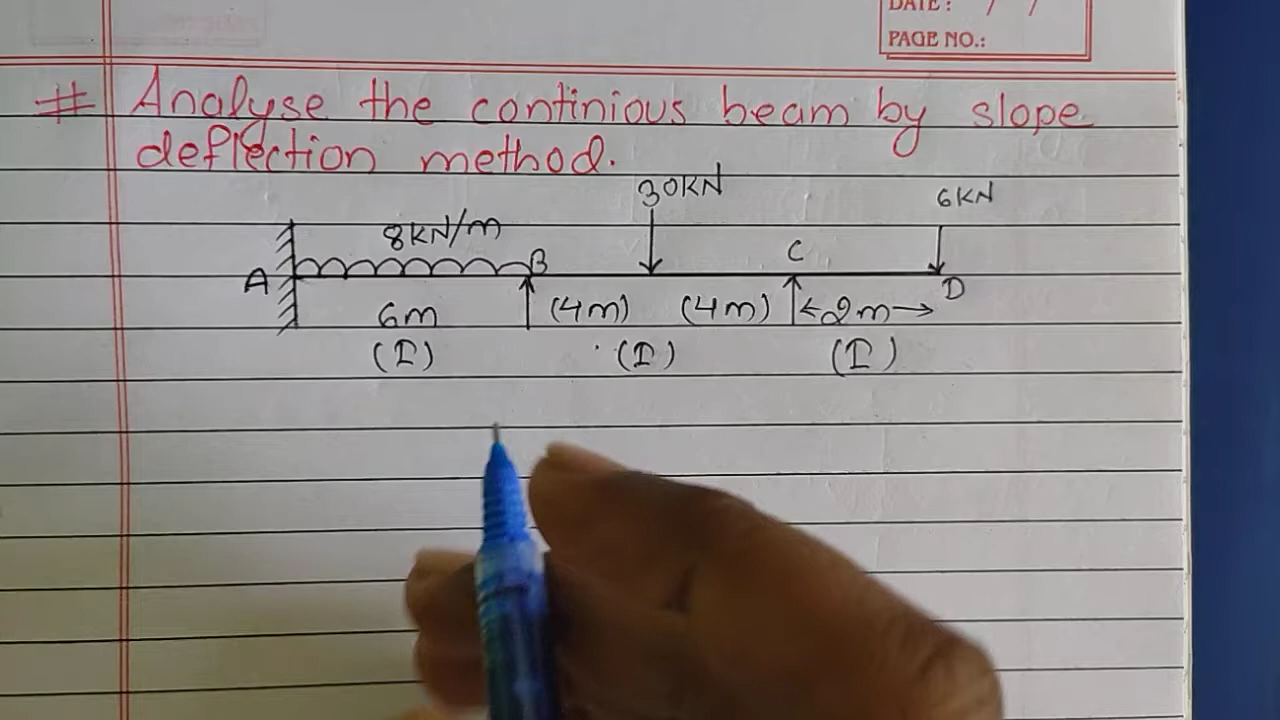 DATE: / /
PAGE NO.:
# Analyse the continious beam by slope
deflection method.
30KN
6KN
8KN/m
B
C
A
D
6m
(4m)
(4m)
2m
(I)
(I)
(I)